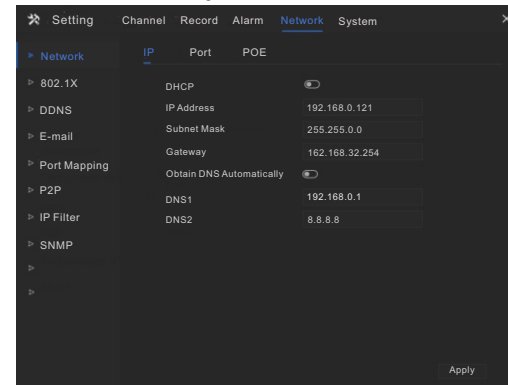 Setting Channel Record Alarm Network System
Network
802.1X
DDNS
E-mail
Port Mapping
P2P
IP Filter
SNMP
IP Port POE
DHCP
IP Address 192.168.0.121
Subnet Mask 255.255.0.0
Gateway 162.168.32.254
Obtain DNS Automatically
DNS1 192.168.0.1
DNS2 8.8.8.8
Apply